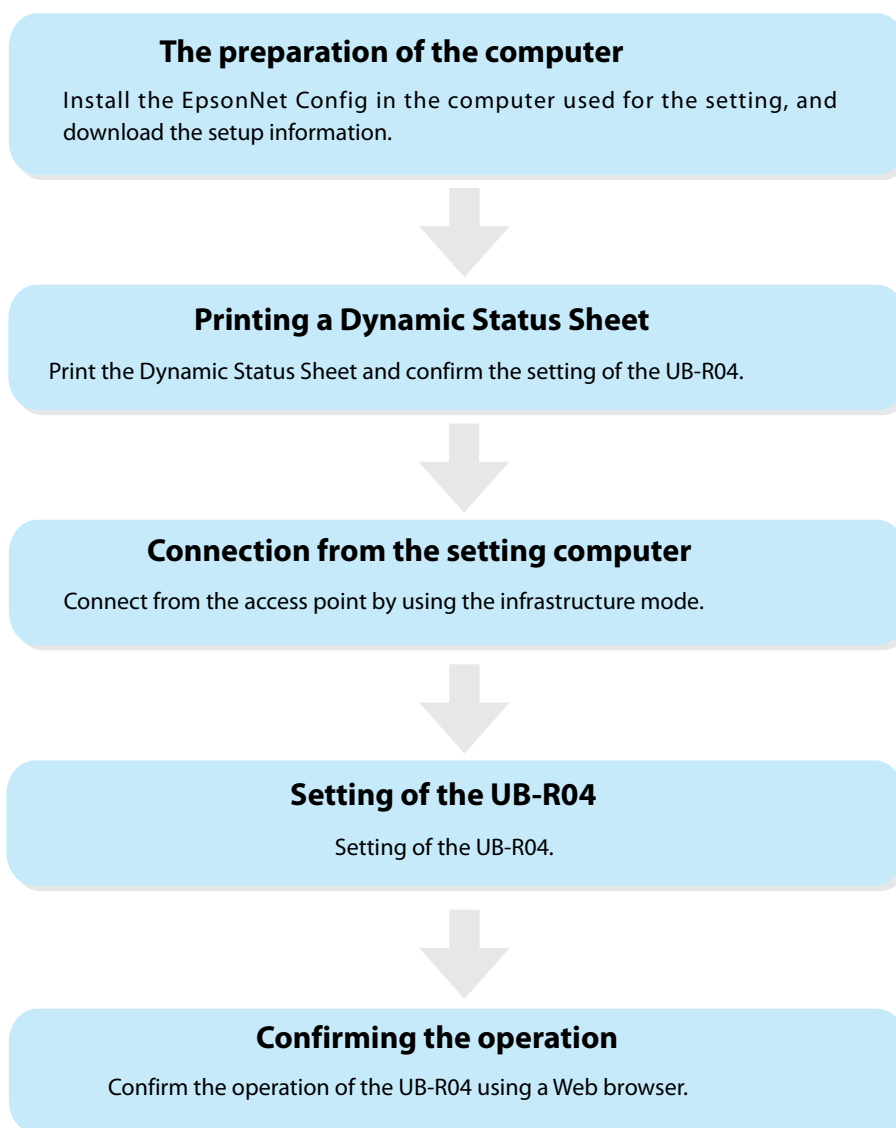 The preparation of the computer
Install the EpsonNet Config in the computer used for the setting, and
download the setup information.
Printing a Dynamic Status Sheet
Print the Dynamic Status Sheet and confirm the setting of the UB-R04.
Connection from the setting computer
Connect from the access point by using the infrastructure mode.
Setting of the UB-R04
Setting of the UB-R04.
Confirming the operation
Confirm the operation of the UB-R04 using a Web browser.